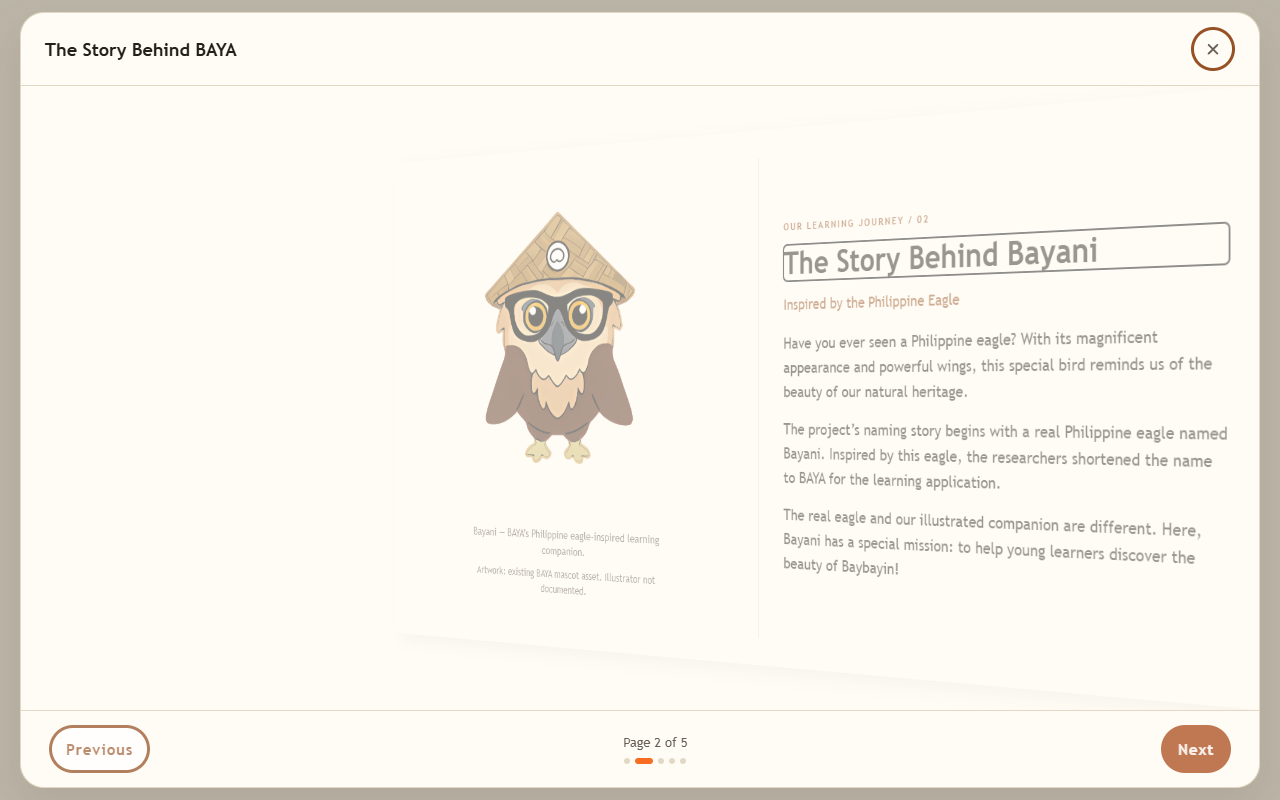 The Story Behind BAYA
×
Bayani – BAYA's Philippine eagle-inspired learning
companion.
Artwork: existing BAYA mascot asset. Illustrator not
documented.
OUR LEARNING JOURNEY / 02
The Story Behind Bayani
Inspired by the Philippine Eagle
Have you ever seen a Philippine eagle? With its magnificent
appearance and powerful wings, this special bird reminds us of the
beauty of our natural heritage.
The project’s naming story begins with a real Philippine eagle named
Bayani. Inspired by this eagle, the researchers shortened the name
to BAYA for the learning application.
The real eagle and our illustrated companion are different. Here,
Bayani has a special mission: to help young learners discover the
beauty of Baybayin!
Previous
Page 2 of 5
Next